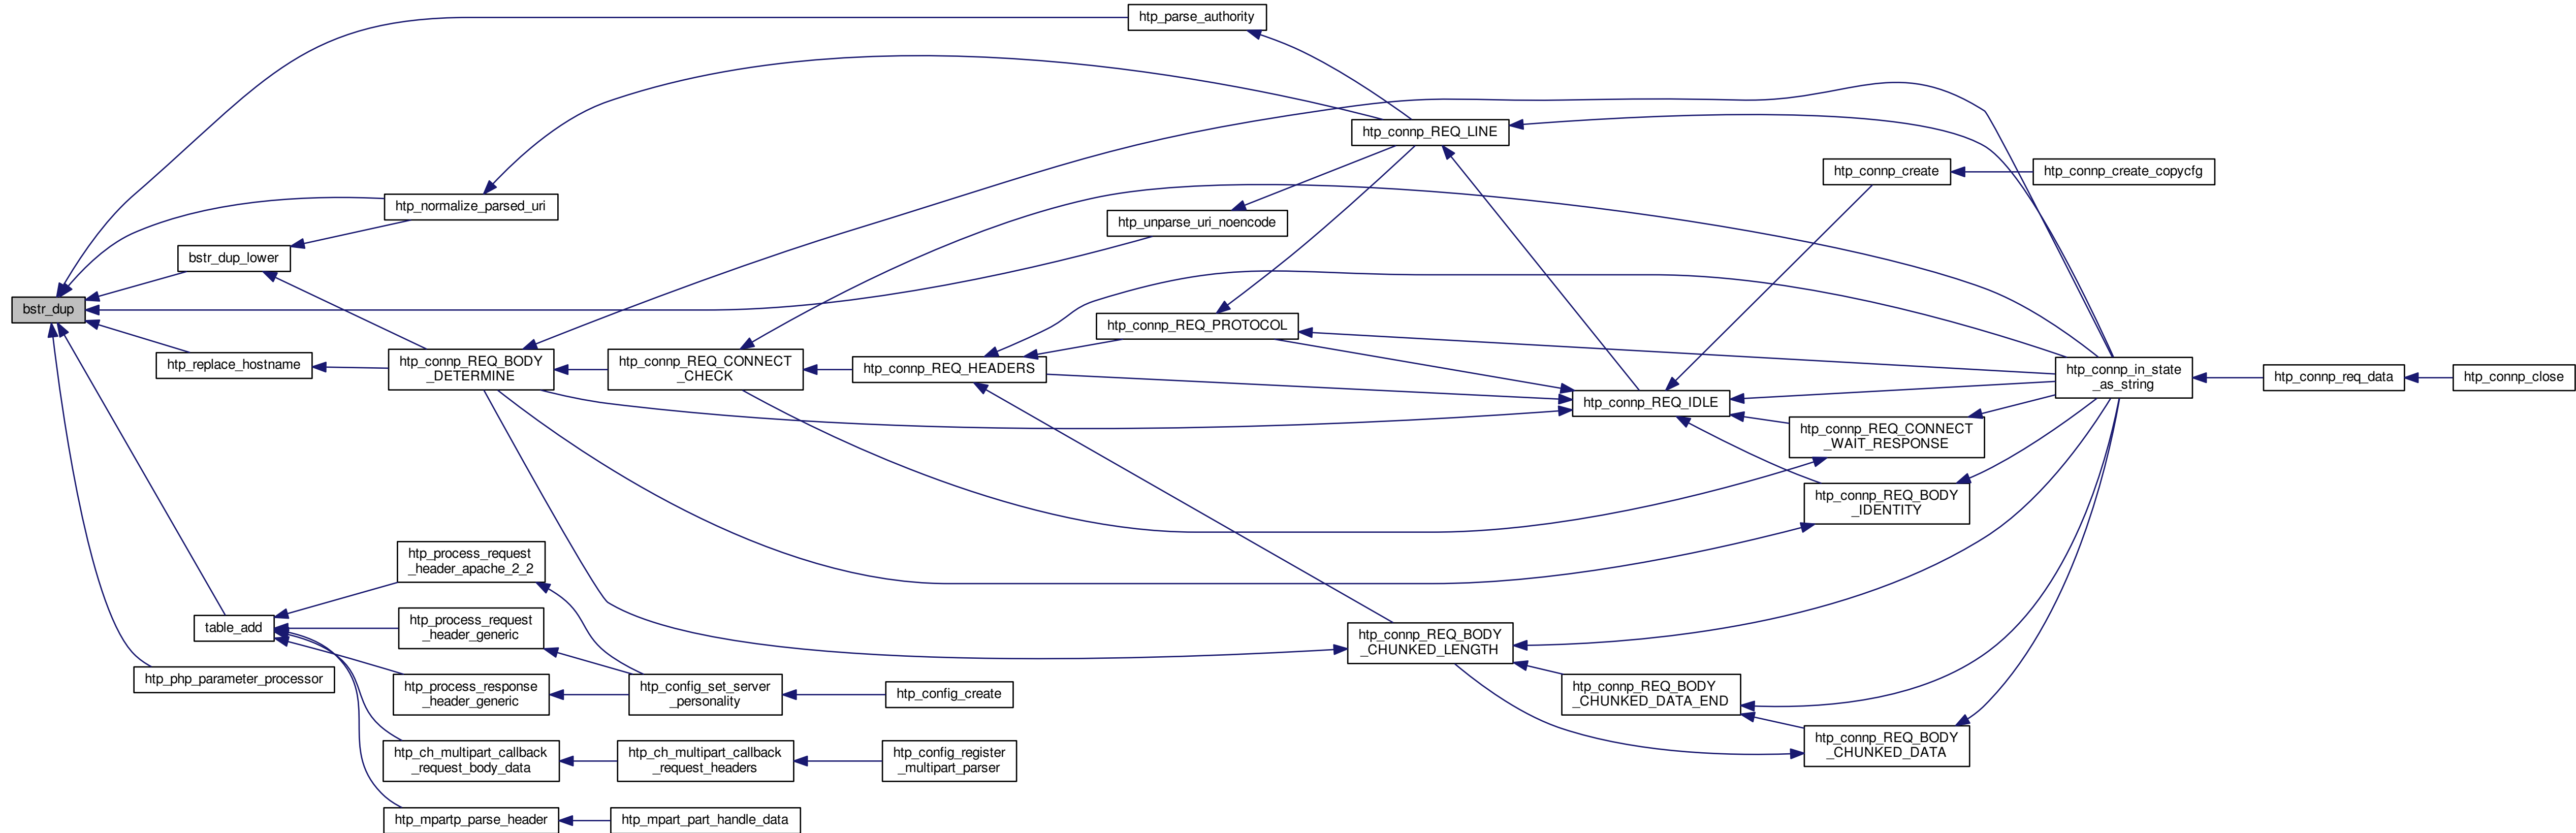 htp_parse_authority
htp_connp_REQ_LINE
htp_connp_create
htp_connp_create_copycfg
htp_normalize_parsed_uri
htp_unparse_uri_noencode
bstr_dup_lower
bstr_dup
htp_connp_REQ_PROTOCOL
htp_replace_hostname
htp_connp_REQ_BODY
_DETERMINE
htp_connp_REQ_CONNECT
_CHECK
htp_connp_REQ_HEADERS
htp_connp_in_state
_as_string
htp_connp_req_data
htp_connp_close
htp_connp_REQ_IDLE
htp_connp_REQ_CONNECT
_WAIT_RESPONSE
htp_connp_REQ_BODY
_IDENTITY
htp_process_request
_header_apache_2_2
table_add
htp_process_request
_header_generic
htp_connp_REQ_BODY
_CHUNKED_LENGTH
htp_php_parameter_processor
htp_process_response
_header_generic
htp_config_set_server
_personality
htp_config_create
htp_connp_REQ_BODY
_CHUNKED_DATA_END
htp_connp_REQ_BODY
_CHUNKED_DATA
htp_ch_multipart_callback
_request_body_data
htp_ch_multipart_callback
_request_headers
htp_config_register
_multipart_parser
htp_mpartp_parse_header
htp_mpart_part_handle_data